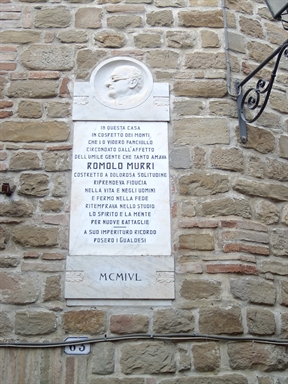 IN QUESTA CASA
IN COSPETTO DEI MONTI
CHE LO VIDERO FANCIULLO
CIRCONDATO DALL'AFFETTO
DELL'UMILE GENTE CHE TANTO AMAVA
ROMOLO MURRI
COSTRETTO A DOLOROSA SOLITUDINE
RIPRENDEVA FIDUCIA
NELLA VITA E NEGLI UOMINI
E FERMO NELLA FEDE
RITEMPRAVA NELLO STUDIO
LO SPIRITO E LA MENTE
PER NUOVE BATTAGLIE
A SUO IMPERITURO RICORDO
POSERO I GUALDESI
MCMIVL
63